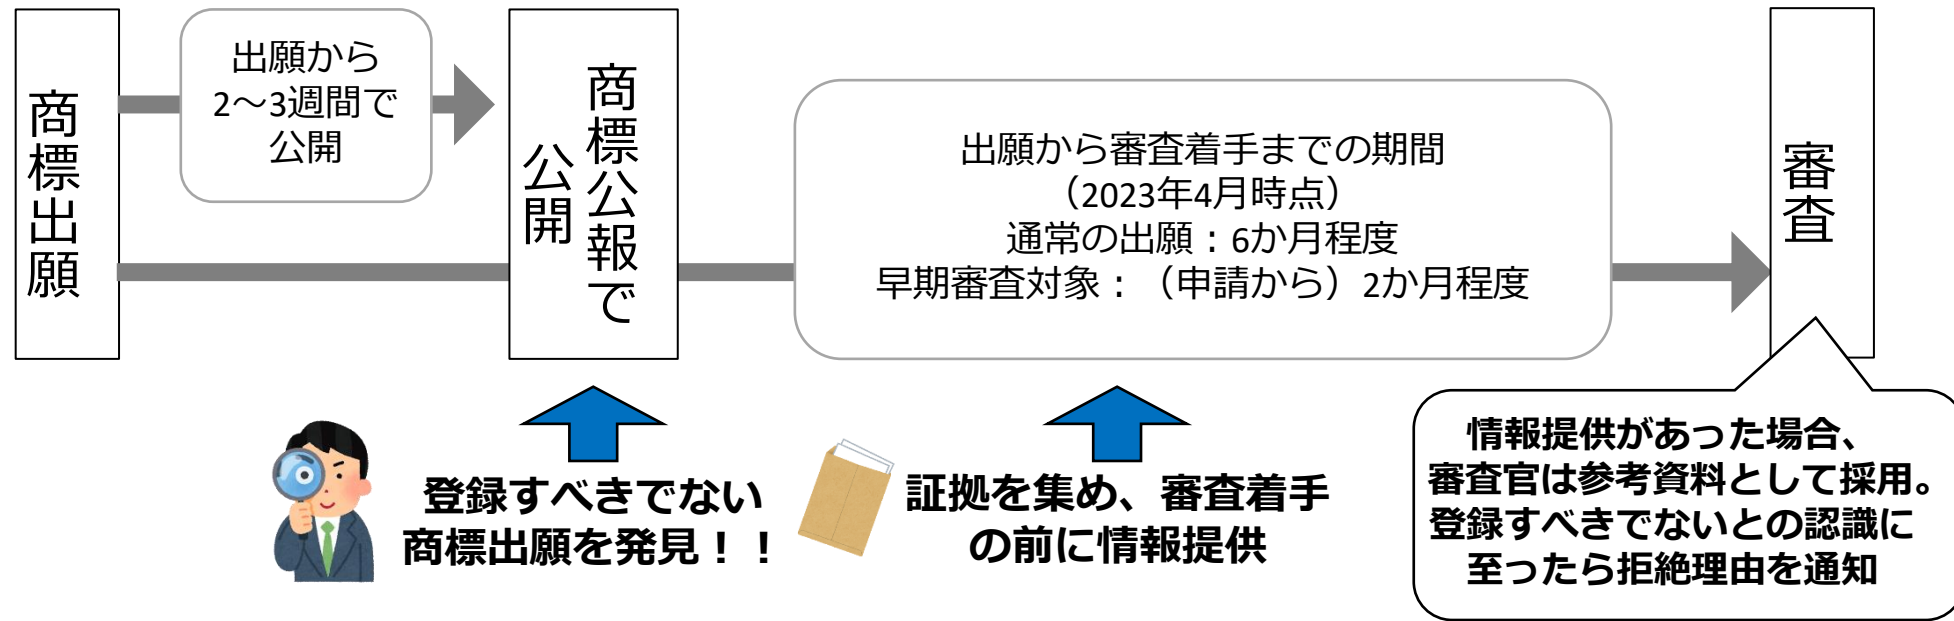 商標出願
出願から
2～3週間で
公開
商標公報で
公開
出願から審査着手までの期間
（2023年4月時点）
通常の出願：6か月程度
早期審査対象：（申請から）2か月程度
審査
登録すべきでない
商標出願を発見！！
証拠を集め、審査着手
の前に情報提供
情報提供があった場合、
審査官は参考資料として採用。
登録すべきでないとの認識に
至ったら拒絶理由を通知